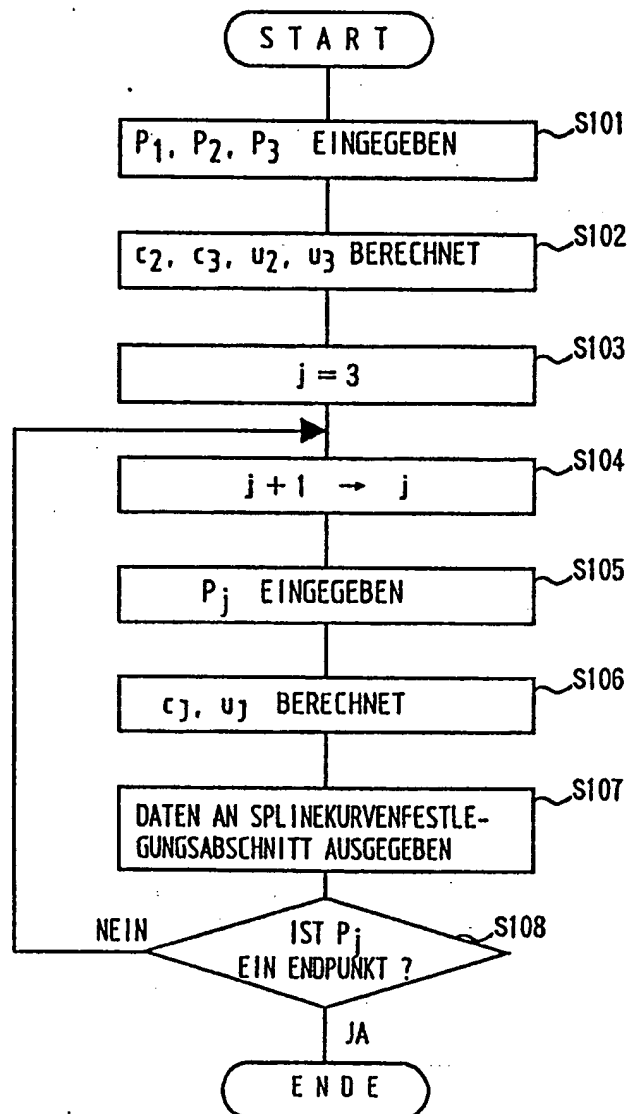 START
P₁, P₂, P₃ EINGEGEBEN
S101
c₂, c₃, u₂, u₃ BERECHNET
S102
j = 3
S103
j + 1 → j
S104
Pⱼ EINGEGEBEN
S105
cⱼ, uⱼ BERECHNET
S106
DATEN AN SPLINEKURVENFESTLE-
GUNGSABSCHNITT AUSGEGEBEN
S107
NEIN
IST Pⱼ
EIN ENDPUNKT ?
S108
JA
ENDE